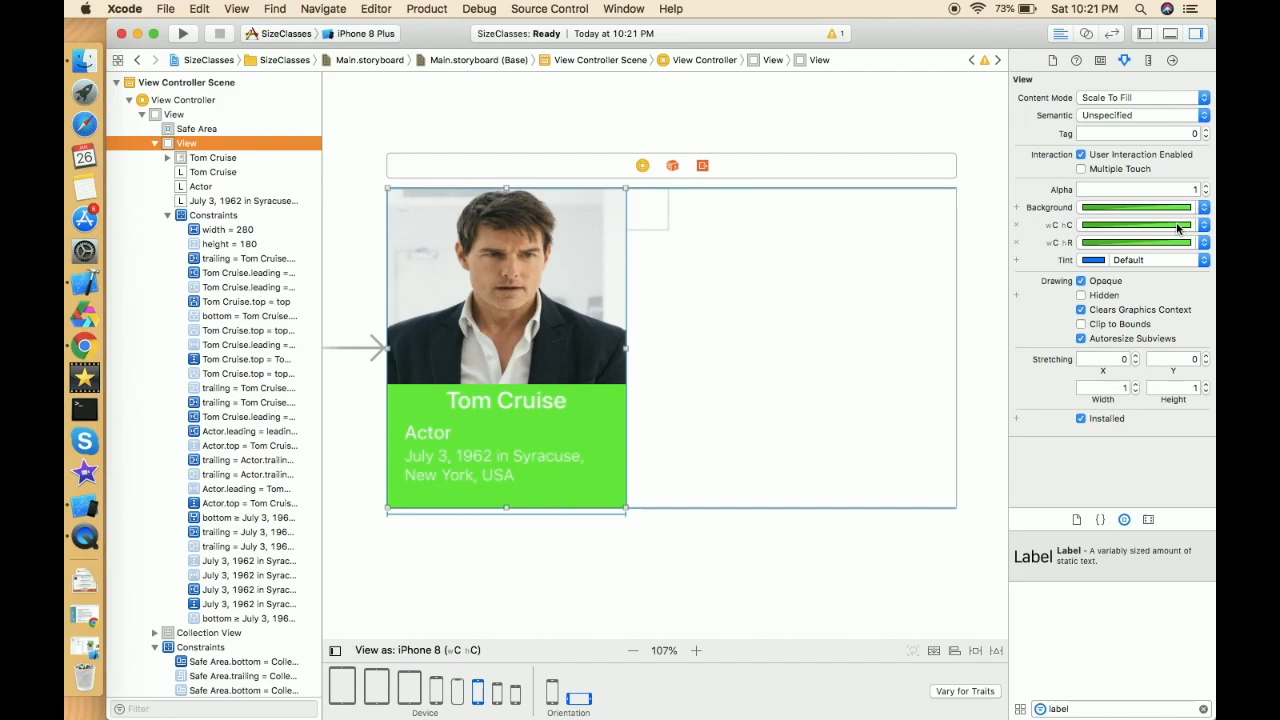 Xcode File Edit View Find Navigate Editor Product Debug Source Control Window Help 73% Sat 10:21 PM
SizeClasses iPhone 8 Plus SizeClasses: Ready | Today at 10:21 PM 1
SizeClasses SizeClasses Main.storyboard Main.storyboard (Base) View Controller Scene View Controller View View
View Controller Scene
View Controller
View
Safe Area
View
Tom Cruise
Tom Cruise
Actor
July 3, 1962 in Syracuse...
Constraints
width = 280
height = 180
trailing = Tom Cruise....
Tom Cruise.leading =...
Tom Cruise.leading =...
Tom Cruise.top = top
bottom = Tom Cruise....
Tom Cruise.top = top...
Tom Cruise.leading =...
Tom Cruise.top = To...
Tom Cruise.top = top...
trailing = Tom Cruise....
trailing = Tom Cruise....
Tom Cruise.leading =...
Actor.leading = leadin...
Actor.top = Tom Cruis...
trailing = Actor.trailin...
trailing = Actor.trailin...
Actor.leading = Tom...
Actor.top = Tom Cruis...
bottom ≥ July 3, 196...
trailing = July 3, 196...
trailing = July 3, 196...
July 3, 1962 in Syrac...
July 3, 1962 in Syrac...
July 3, 1962 in Syrac...
July 3, 1962 in Syrac...
bottom ≥ July 3, 196...
Collection View
Constraints
Safe Area.bottom = Colle...
Safe Area.trailing = Colle...
Safe Area.bottom = Colle...
Filter
Tom Cruise
Actor
July 3, 1962 in Syracuse,
New York, USA
View as: iPhone 8 (wC hC) 107%
Device Orientation
Vary for Traits
View
Content Mode Scale To Fill
Semantic Unspecified
Tag 0
Interaction User Interaction Enabled
Multiple Touch
Alpha 1
Background
wC hC
wC hR
Tint Default
Drawing Opaque
Hidden
Clears Graphics Context
Clip to Bounds
Autoresize Subviews
Stretching 0 0
X Y
1 1
Width Height
Installed
Label Label - A variably sized amount of
static text.
label
JAN
26
6
S